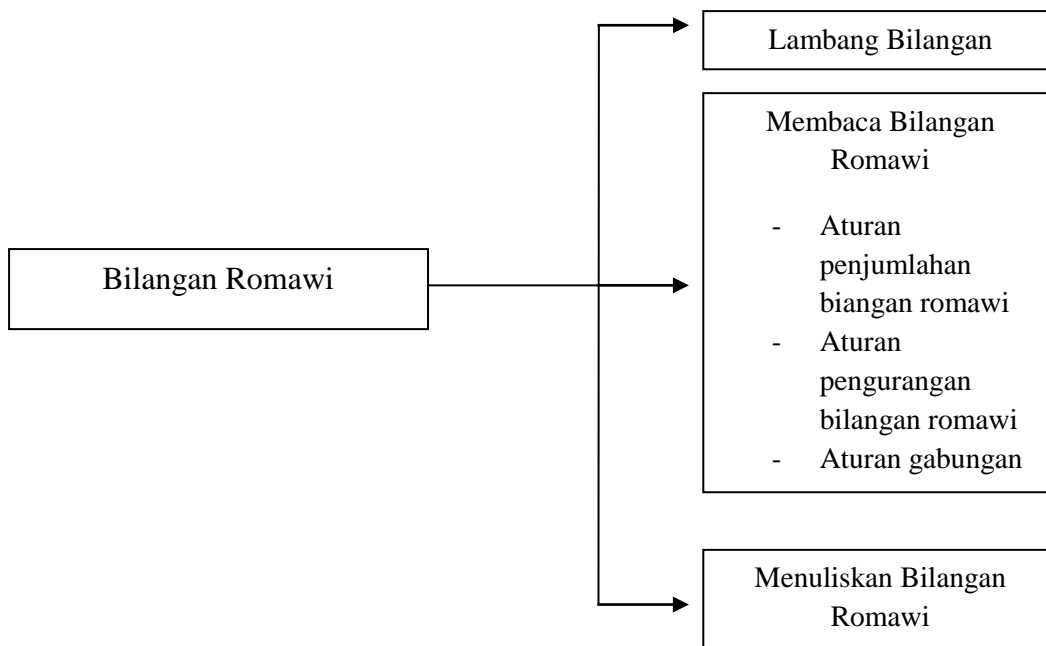 Lambang Bilangan
Membaca Bilangan
Romawi
- Aturan
penjumlahan
biangan romawi
- Aturan
pengurangan
bilangan romawi
- Aturan gabungan
Bilangan Romawi
Menuliskan Bilangan
Romawi